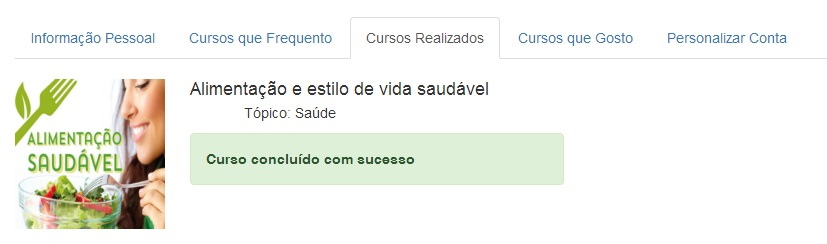 Informação Pessoal
Cursos que Frequento
Cursos Realizados
Cursos que Gosto
Personalizar Conta
ALIMENTAÇÃO
SAUDÁVEL
Alimentação e estilo de vida saudável
Tópico: Saúde
Curso concluído com sucesso